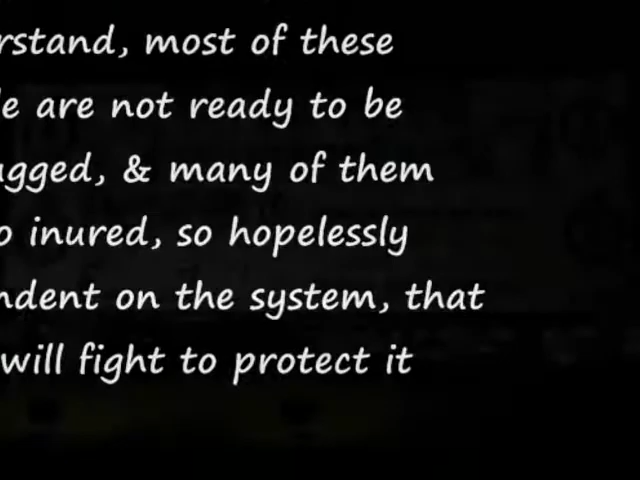 rstand, most of these
le are not ready to be
ugged, & many of them
o inured, so hopelessly
ndent on the system, that
will fight to protect it